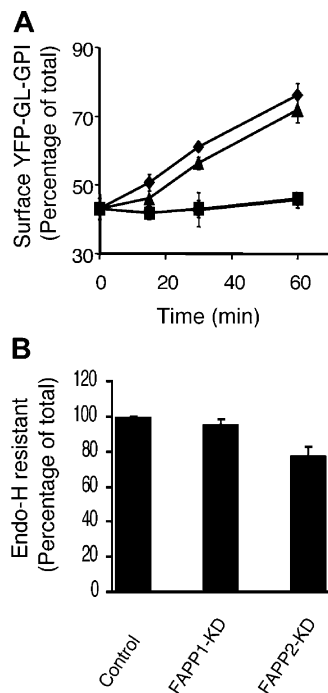 A
Surface YFP-GL-GPI
(Percentage of total)
90
70
50
30
0
20
40
60
Time (min)
B
Endo-H resistant
(Percentage of total)
120
100
80
60
40
20
0
Control
FAPP1-KD
FAPP2-KD